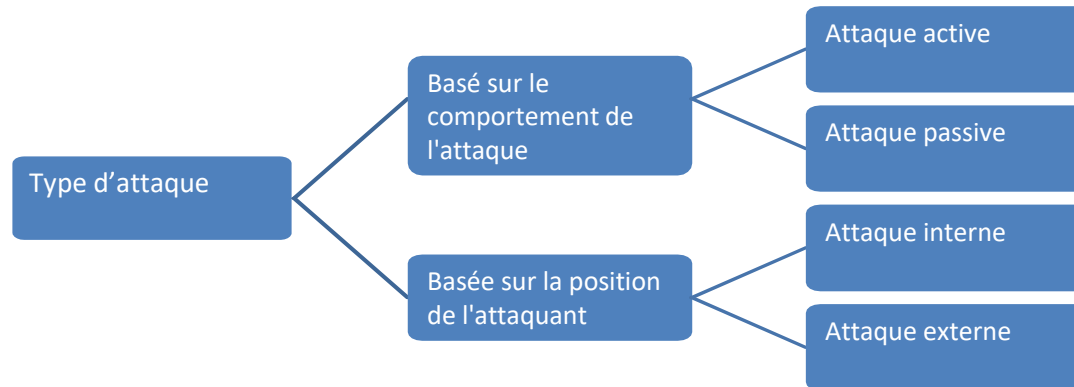 Type d’attaque
Basé sur le
comportement de
l'attaque
Attaque active
Attaque passive
Basée sur la position
de l'attaquant
Attaque interne
Attaque externe